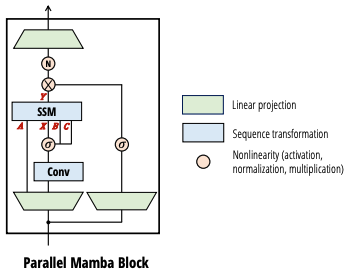 N
Y
SSM
A X B C
σ σ
Conv
Linear projection
Sequence transformation
Nonlinearity (activation,
normalization, multiplication)
Parallel Mamba Block